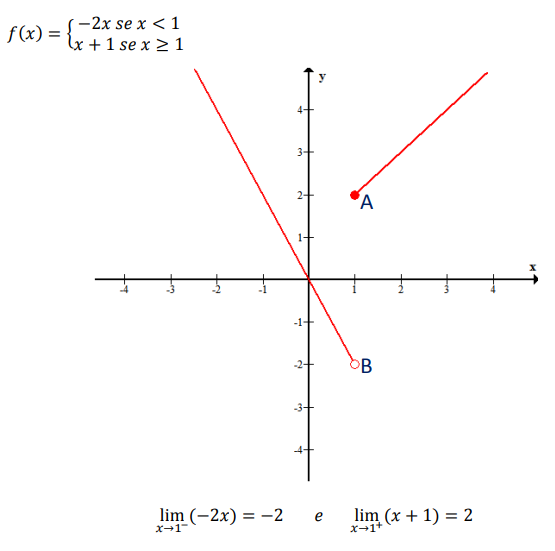 f(x) = { −2x se x < 1
x + 1 se x ≥ 1
y
4
3
2
A
1
x
-4 -3 -2 -1 1 2 3 4
-1
-2
B
-3
-4
lim x→1⁻ (−2x) = −2 e lim x→1⁺ (x + 1) = 2